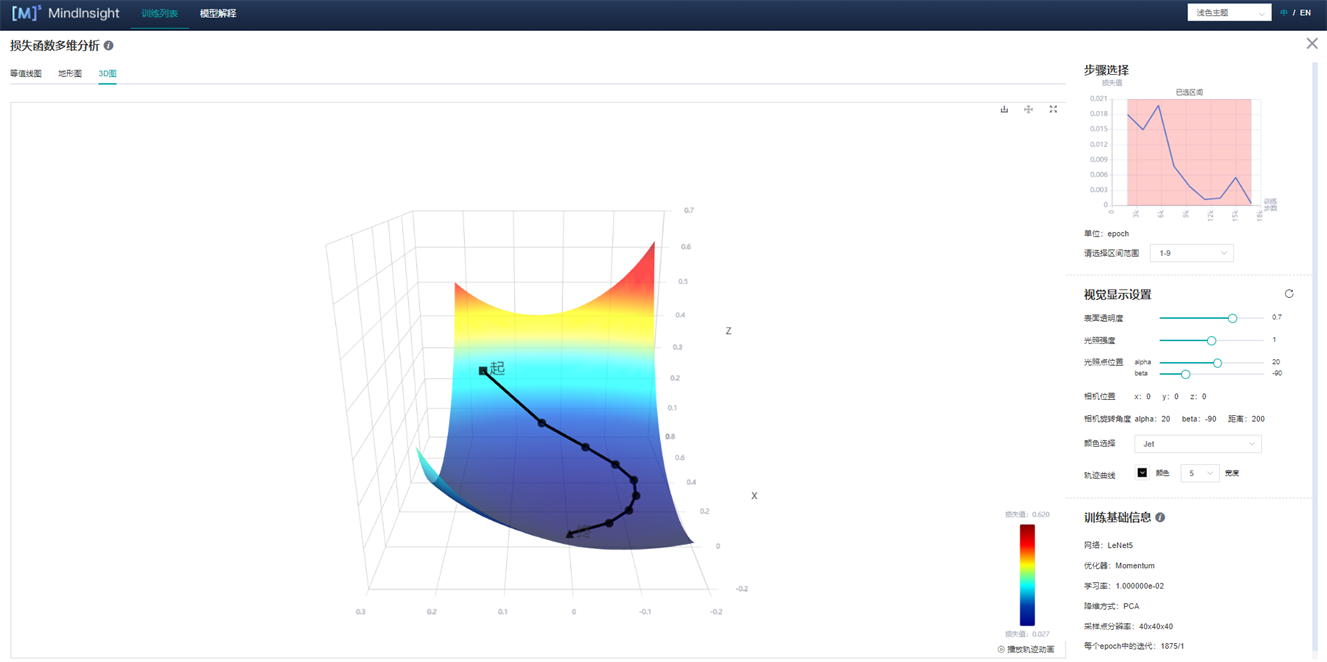 [M]s MindInsight 训练列表 模型解释 浅色主题 中 / EN
损失函数多维分析
等值线图 地形图 3D图
0.7
0.6
0.5
0.4
0.3
0.2
0.1
0
0.8
0.6
0.4
0.2
0
-0.2
Z
X
起
终
0.3 0.2 0.1 0 -0.1 -0.2
损失值：0.620
损失值：0.027
播放轨迹动画
步骤选择
损失值
已选区间
0.021
0.018
0.015
0.012
0.009
0.006
0.003
0
0 3k 6k 9k 12k 15k 18k
训练步数
单位：epoch
请选择区间范围 1-9
视觉显示设置
表面透明度 0.7
光照强度 1
光照点位置 alpha 20
beta -90
相机位置 x：0 y：0 z：0
相机旋转角度 alpha：20 beta：-90 距离：200
颜色选择 Jet
轨迹曲线 颜色 5 宽度
训练基础信息
网络：LeNet5
优化器：Momentum
学习率：1.000000e-02
降维方式：PCA
采样点分辨率：40x40x40
每个epoch中的迭代：1875/1